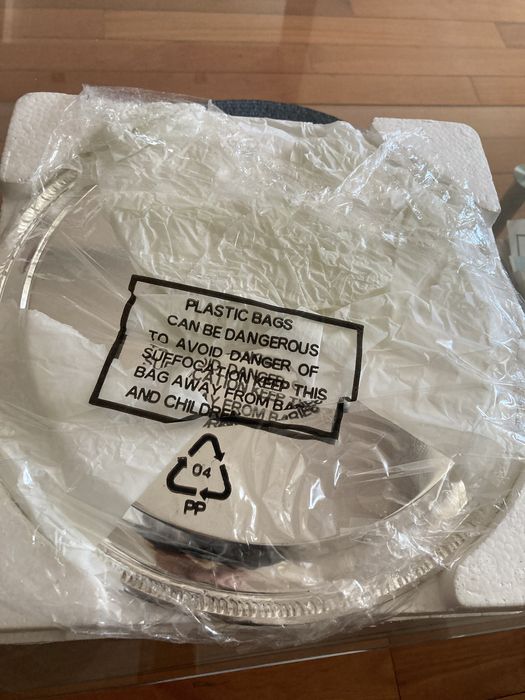 PLASTIC BAGS
CAN BE DANGEROUS
TO AVOID DANGER OF
SUFFOCATION KEEP THIS
BAG AWAY FROM BABIES
AND CHILDREN
04
PP